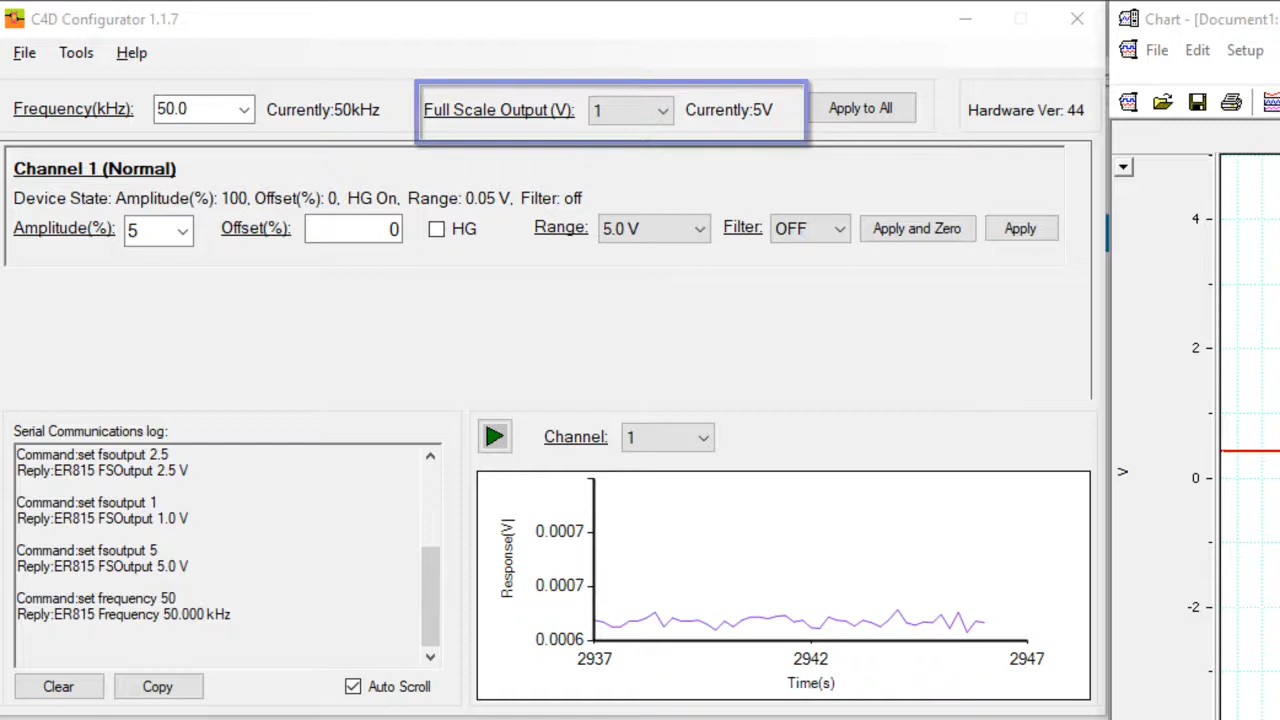 C4D Configurator 1.1.7
File Tools Help
Frequency(kHz): 50.0 Currently:50kHz Full Scale Output (V): 1 Currently:5V Apply to All Hardware Ver: 44
Channel 1 (Normal)
Device State: Amplitude(%): 100, Offset(%): 0, HG On, Range: 0.05 V, Filter: off
Amplitude(%): 5 Offset(%): 0 HG Range: 5.0 V Filter: OFF Apply and Zero Apply
Serial Communications log:
Command:set fsoutput 2.5
Reply:ER815 FSOutput 2.5 V
Command:set fsoutput 1
Reply:ER815 FSOutput 1.0 V
Command:set fsoutput 5
Reply:ER815 FSOutput 5.0 V
Command:set frequency 50
Reply:ER815 Frequency 50.000 kHz
Clear Copy Auto Scroll
Channel: 1
Response[V]
0.0007
0.0007
0.0006
2937 2942 2947
Time(s)
Chart - [Document1:
File Edit Setup
4
2
0
-2
V